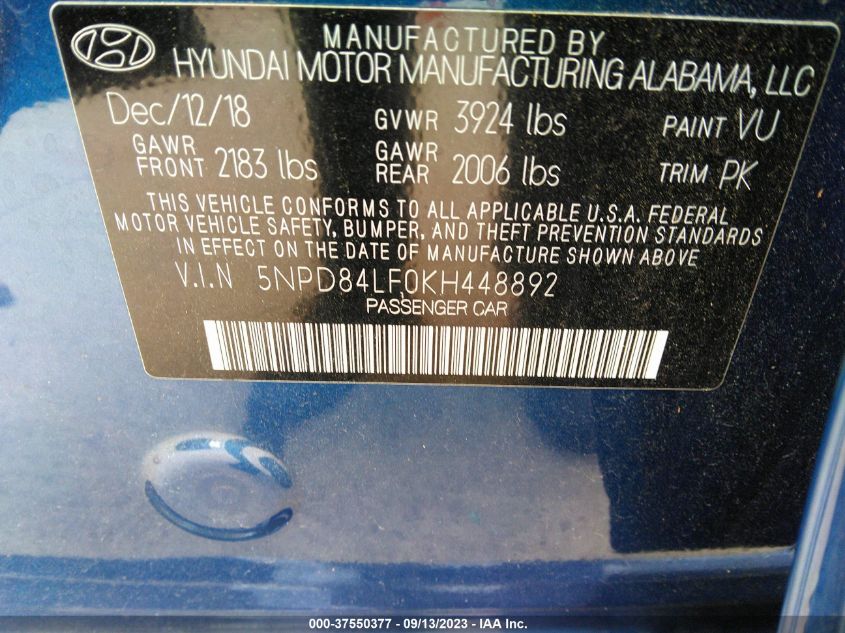 MANUFACTURED BY
HYUNDAI MOTOR MANUFACTURING ALABAMA, LLC
Dec/12/18 GVWR 3924 lbs PAINT VU
GAWR FRONT 2183 lbs GAWR REAR 2006 lbs TRIM PK
THIS VEHICLE CONFORMS TO ALL APPLICABLE U.S.A. FEDERAL
MOTOR VEHICLE SAFETY, BUMPER, AND THEFT PREVENTION STANDARDS
IN EFFECT ON THE DATE OF MANUFACTURE SHOWN ABOVE
V.I.N 5NPD84LF0KH448892
PASSENGER CAR
000-37550377 - 09/13/2023 - IAA Inc.